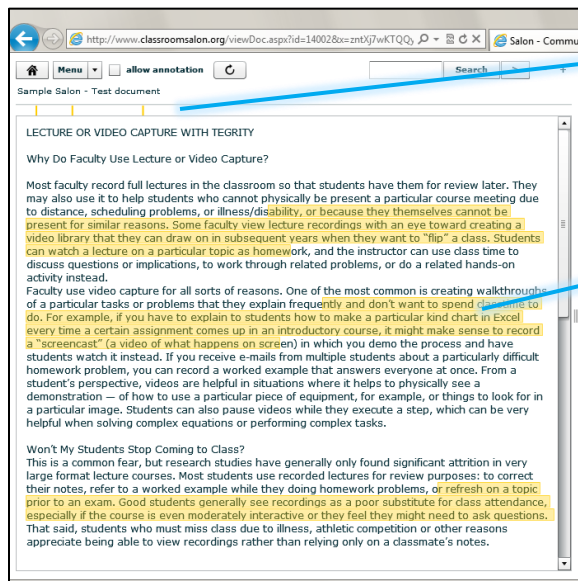 http://www.classroomsalon.org/viewDoc.aspx?id=14002&x=zntXj7wKTQQ
Salon - Commu
Menu allow annotation Search
Sample Salon - Test document
LECTURE OR VIDEO CAPTURE WITH TEGRITY
Why Do Faculty Use Lecture or Video Capture?
Most faculty record full lectures in the classroom so that students have them for review later. They
may also use it to help students who cannot physically be present a particular course meeting due
to distance, scheduling problems, or illness/disability, or because they themselves cannot be
present for similar reasons. Some faculty view lecture recordings with an eye toward creating a
video library that they can draw on in subsequent years when they want to “flip” a class. Students
can watch a lecture on a particular topic as homework, and the instructor can use class time to
discuss questions or implications, to work through related problems, or do a related hands-on
activity instead.
Faculty use video capture for all sorts of reasons. One of the most common is creating walkthroughs
of a particular tasks or problems that they explain frequently and don’t want to spend class time to
do. For example, if you have to explain to students how to make a particular kind chart in Excel
every time a certain assignment comes up in an introductory course, it might make sense to record
a “screencast” (a video of what happens on screen) in which you demo the process and have
students watch it instead. If you receive e-mails from multiple students about a particularly difficult
homework problem, you can record a worked example that answers everyone at once. From a
student’s perspective, videos are helpful in situations where it helps to physically see a
demonstration — of how to use a particular piece of equipment, for example, or things to look for in
a particular image. Students can also pause videos while they execute a step, which can be very
helpful when solving complex equations or performing complex tasks.
Won’t My Students Stop Coming to Class?
This is a common fear, but research studies have generally only found significant attrition in very
large format lecture courses. Most students use recorded lectures for review purposes: to correct
their notes, refer to a worked example while they doing homework problems, or refresh on a topic
prior to an exam. Good students generally see recordings as a poor substitute for class attendance,
especially if the course is even moderately interactive or they feel they might need to ask questions.
That said, students who must miss class due to illness, athletic competition or other reasons
appreciate being able to view recordings rather than relying only on a classmate’s notes.